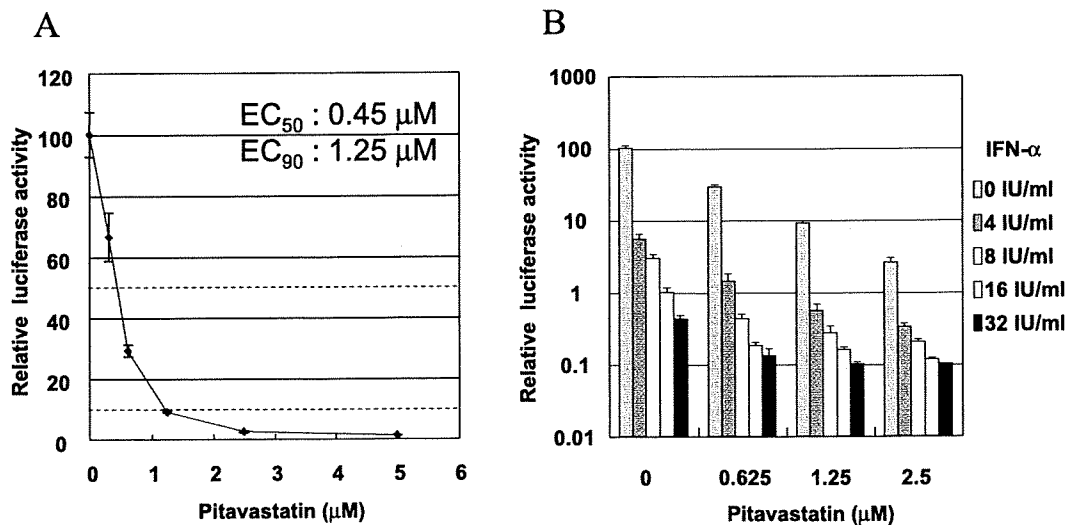 A
120
100
80
60
40
20
0
EC50 : 0.45 μM
EC90 : 1.25 μM
Relative luciferase activity
0 1 2 3 4 5 6
Pitavastatin (μM)
B
1000
100
10
1
0.1
0.01
Relative luciferase activity
0 0.625 1.25 2.5
Pitavastatin (μM)
IFN-α
0 IU/ml
4 IU/ml
8 IU/ml
16 IU/ml
32 IU/ml